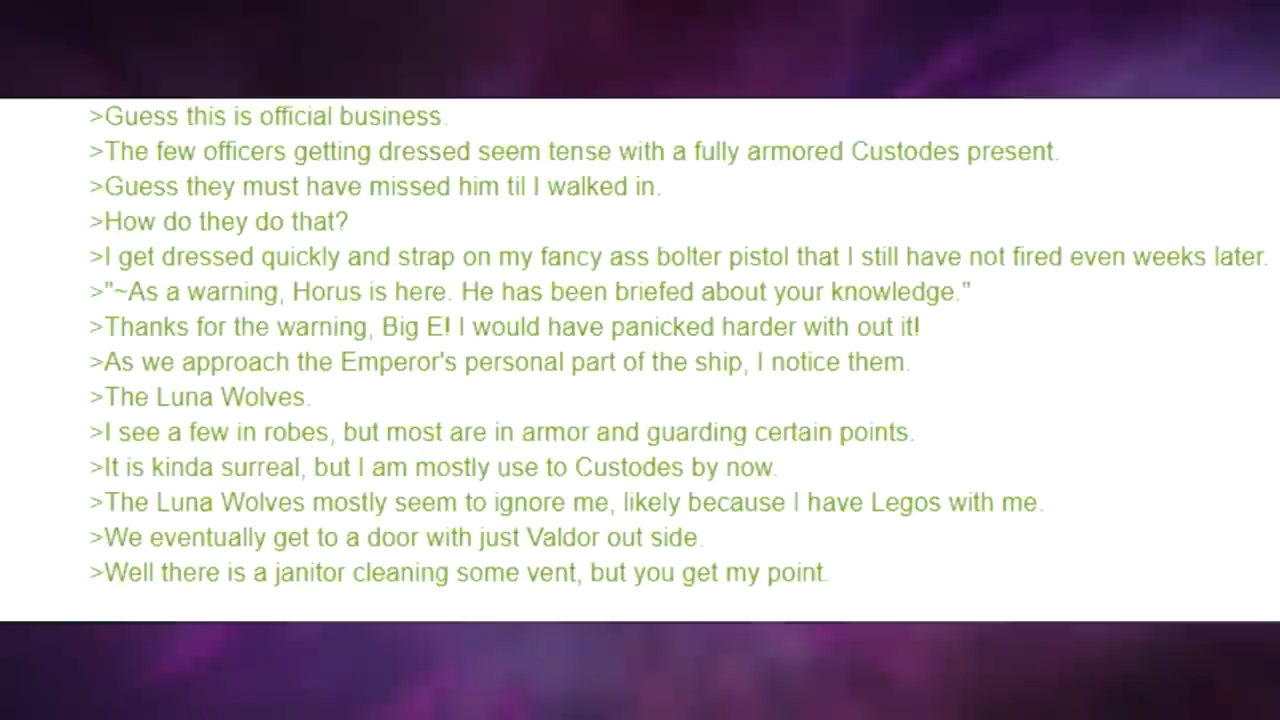 >Guess this is official business.
>The few officers getting dressed seem tense with a fully armored Custodes present.
>Guess they must have missed him til I walked in.
>How do they do that?
>I get dressed quickly and strap on my fancy ass bolter pistol that I still have not fired even weeks later.
>"~As a warning, Horus is here. He has been briefed about your knowledge."
>Thanks for the warning, Big E! I would have panicked harder with out it!
>As we approach the Emperor's personal part of the ship, I notice them.
>The Luna Wolves.
>I see a few in robes, but most are in armor and guarding certain points.
>It is kinda surreal, but I am mostly use to Custodes by now.
>The Luna Wolves mostly seem to ignore me, likely because I have Legos with me.
>We eventually get to a door with just Valdor out side.
>Well there is a janitor cleaning some vent, but you get my point.